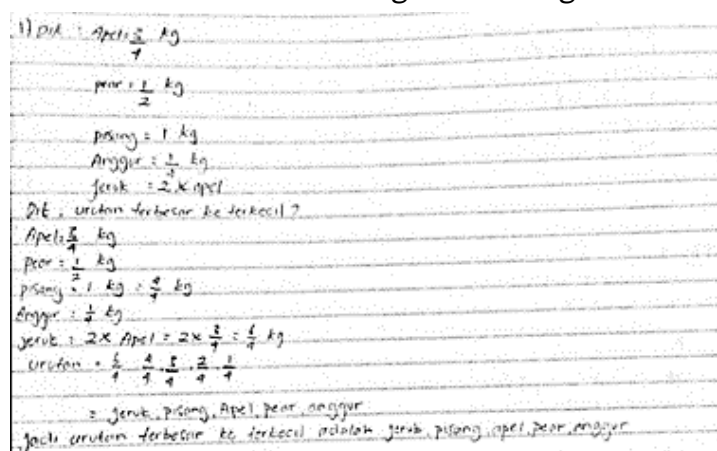 1) Dik : Apel = 3/4 kg
pear = 1/2 kg
pisang = 1 kg
Anggur = 1/4 kg
Jeruk = 2 x apel
Dit : urutan terbesar ke terkecil ?
Apel = 3/4 kg
pear = 1/2 kg
pisang = 1 kg = 4/4 kg
Anggur = 1/4 kg
Jeruk = 2x Apel = 2x 3/4 = 6/4 kg
urutan = 6/4 . 4/4 . 3/4 . 2/4 . 1/4
= Jeruk, pisang, Apel, pear, anggur
Jadi urutan terbesar ke terkecil adalah jeruk, pisang, apel, pear, anggur